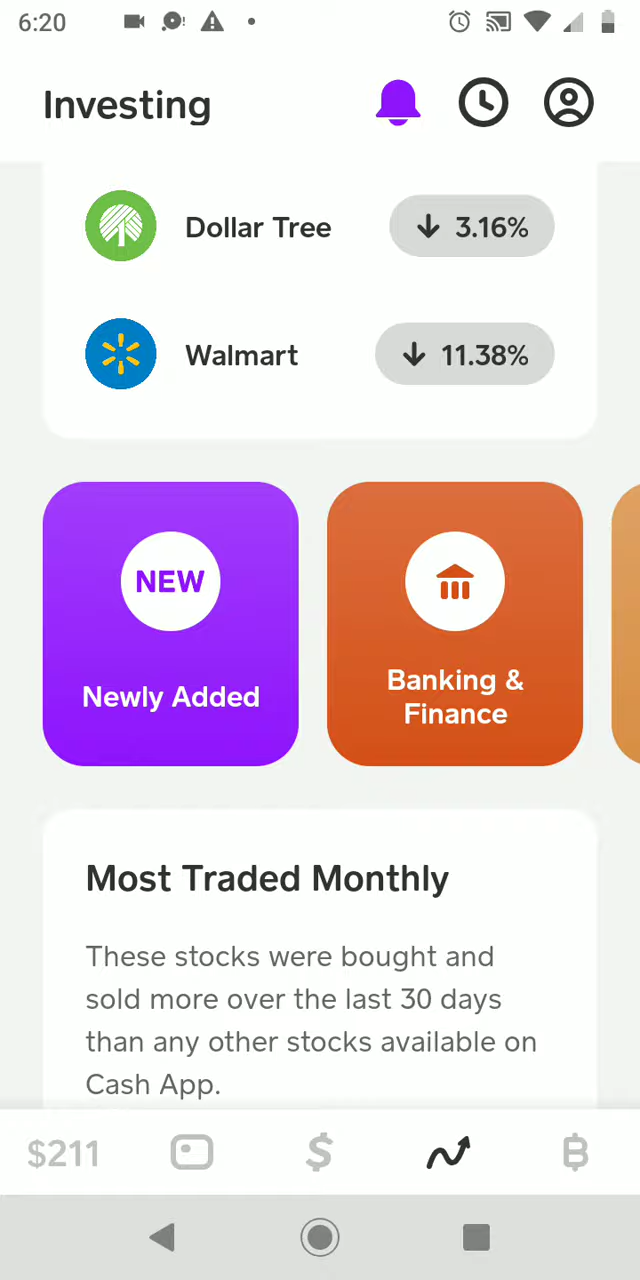 6:20
Investing
Dollar Tree
3.16%
Walmart
11.38%
NEW
Newly Added
Banking &
Finance
Most Traded Monthly
These stocks were bought and
sold more over the last 30 days
than any other stocks available on
Cash App.
$211